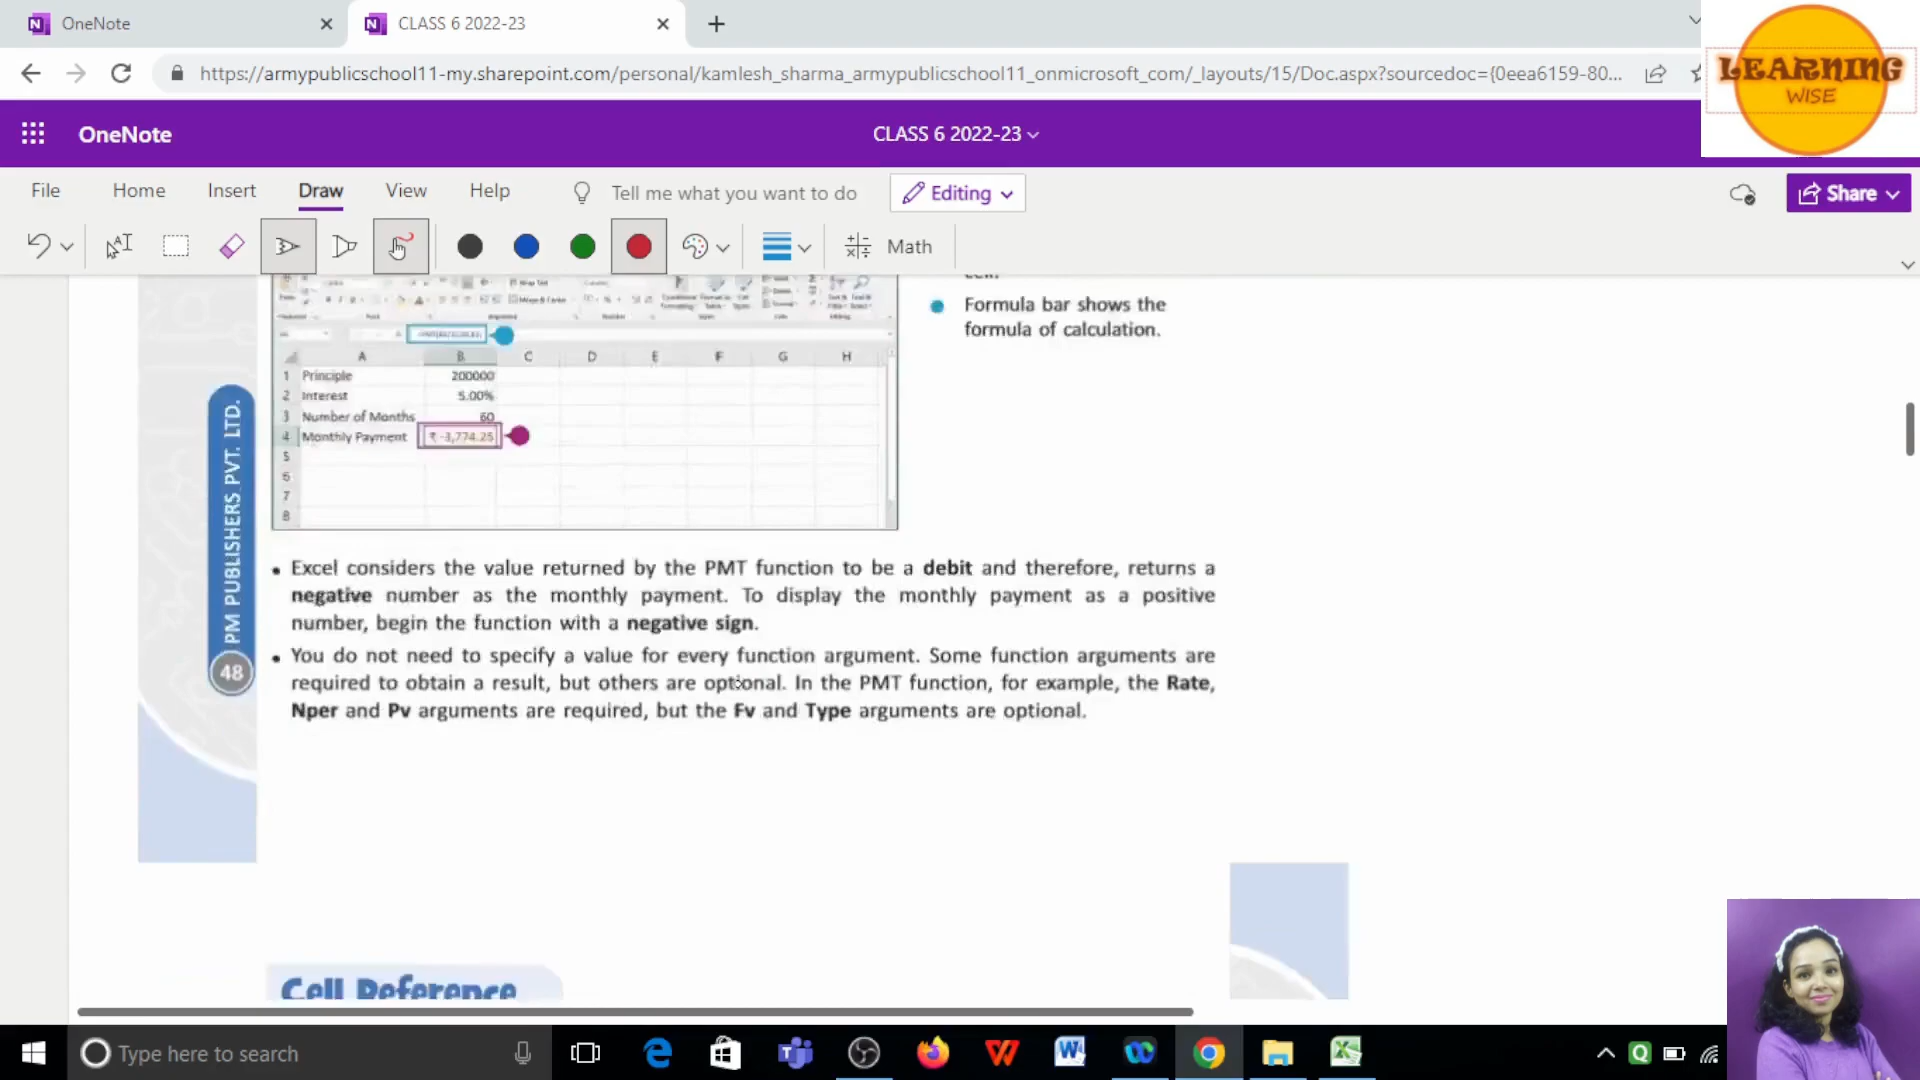 OneNote
CLASS 6 2022-23
https://armypublicschool11-my.sharepoint.com/personal/kamlesh_sharma_armypublicschool11_onmicrosoft_com/_layouts/15/Doc.aspx?sourcedoc={0eea6159-80...
LEARNING
WISE
OneNote
CLASS 6 2022-23
File
Home
Insert
Draw
View
Help
Tell me what you want to do
Editing
Share
Math
Formula bar shows the
formula of calculation.
A B C D E F G H
1 Principle 200000
2 Interest 5.00%
3 Number of Months 60
4 Monthly Payment ₹ -3,774.25
5
6
7
8
PM PUBLISHERS PVT. LTD.
48
• Excel considers the value returned by the PMT function to be a debit and therefore, returns a
negative number as the monthly payment. To display the monthly payment as a positive
number, begin the function with a negative sign.
• You do not need to specify a value for every function argument. Some function arguments are
required to obtain a result, but others are optional. In the PMT function, for example, the Rate,
Nper and Pv arguments are required, but the Fv and Type arguments are optional.
Cell Reference
Type here to search